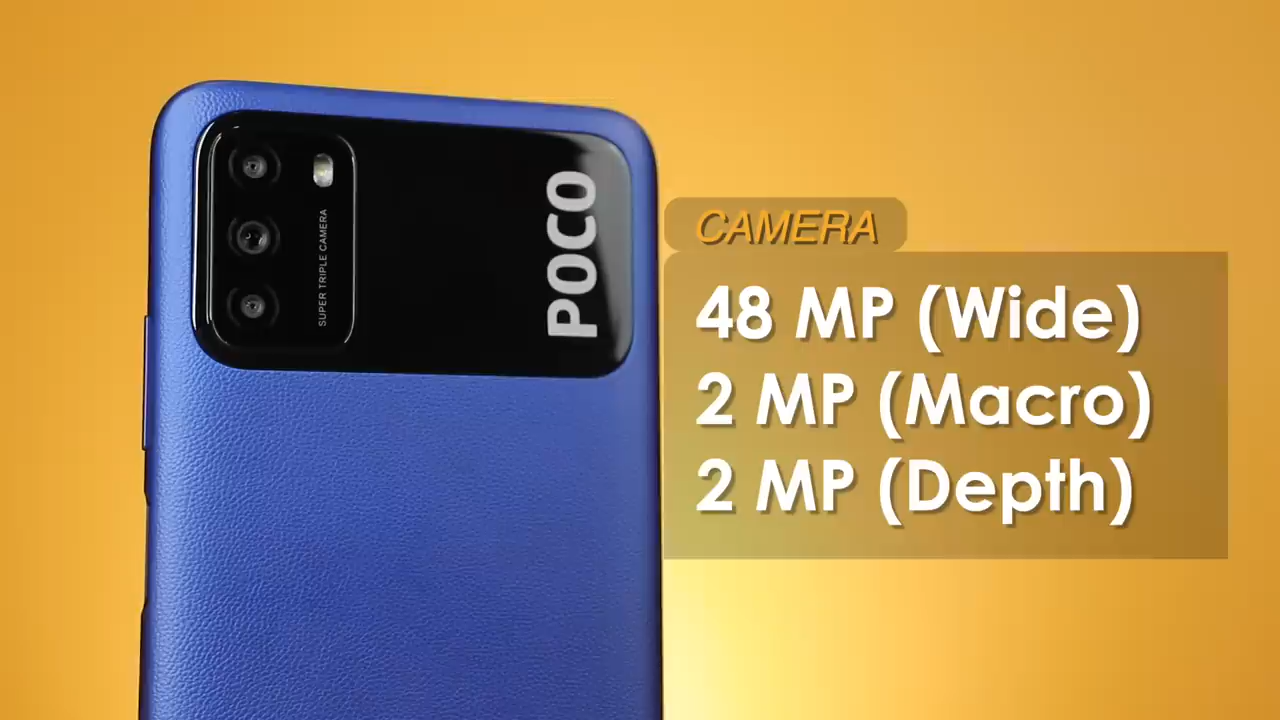 SUPER TRIPLE CAMERA
POCO
CAMERA
48 MP (Wide)
2 MP (Macro)
2 MP (Depth)